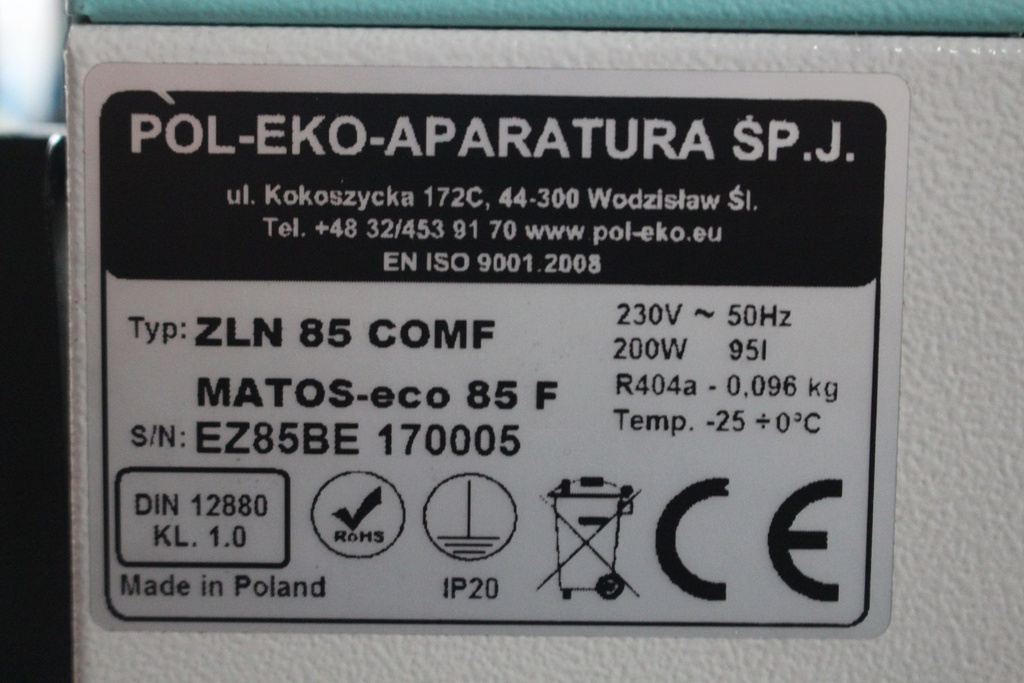 POL-EKO-APARATURA SP.J.
ul. Kokoszycka 172C, 44-300 Wodzisław Śl.
Tel. +48 32/453 91 70 www pol-eko.eu
EN ISO 9001:2008
Typ: ZLN 85 COMF
MATOS-eco 85 F
S/N: EZ85BE 170005
230V ~ 50Hz
200W 95l
R404a - 0,096 kg
Temp. -25 ÷0°C
DIN 12880
KL. 1.0
RoHS
IP20
CE
Made in Poland